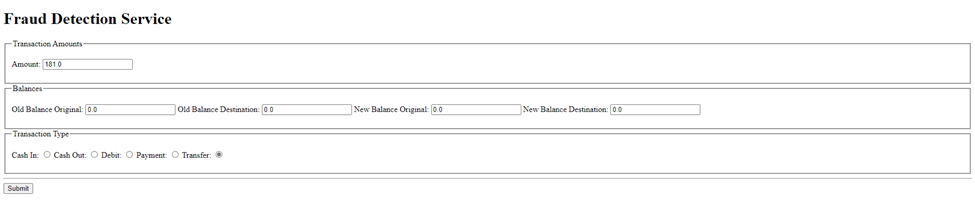 Fraud Detection Service
Transaction Amounts
Amount: 181.0
Balances
Old Balance Original: 0.0 Old Balance Destination: 0.0 New Balance Original: 0.0 New Balance Destination: 0.0
Transaction Type
Cash In: Cash Out: Debit: Payment: Transfer:
Submit